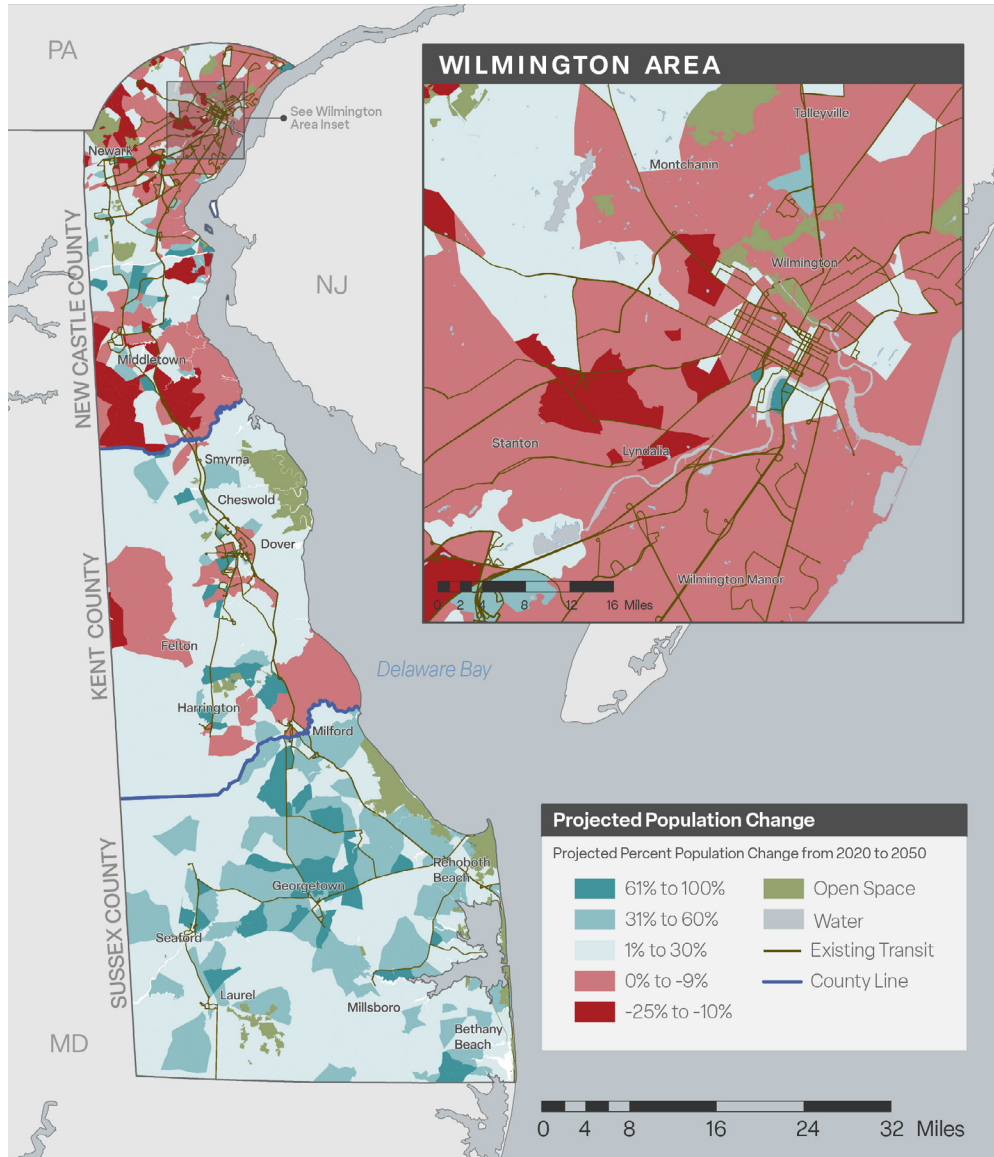 PA
WILMINGTON AREA
See Wilmington
Area Inset
Talleyville
Montchanin
Newark
Wilmington
NEW CASTLE COUNTY
NJ
Middletown
Stanton
Lyndalia
Smyrna
Cheswold
Dover
Wilmington Manor
0 2 4 8 12 16 Miles
KENT COUNTY
Felton
Delaware Bay
Harrington
Milford
Projected Population Change
Projected Percent Population Change from 2020 to 2050
61% to 100%
Open Space
31% to 60%
Water
1% to 30%
Existing Transit
0% to -9%
County Line
-25% to -10%
SUSSEX COUNTY
Rehoboth
Beach
Georgetown
Seaford
Laurel
Millsboro
Bethany
Beach
MD
0 4 8 16 24 32 Miles